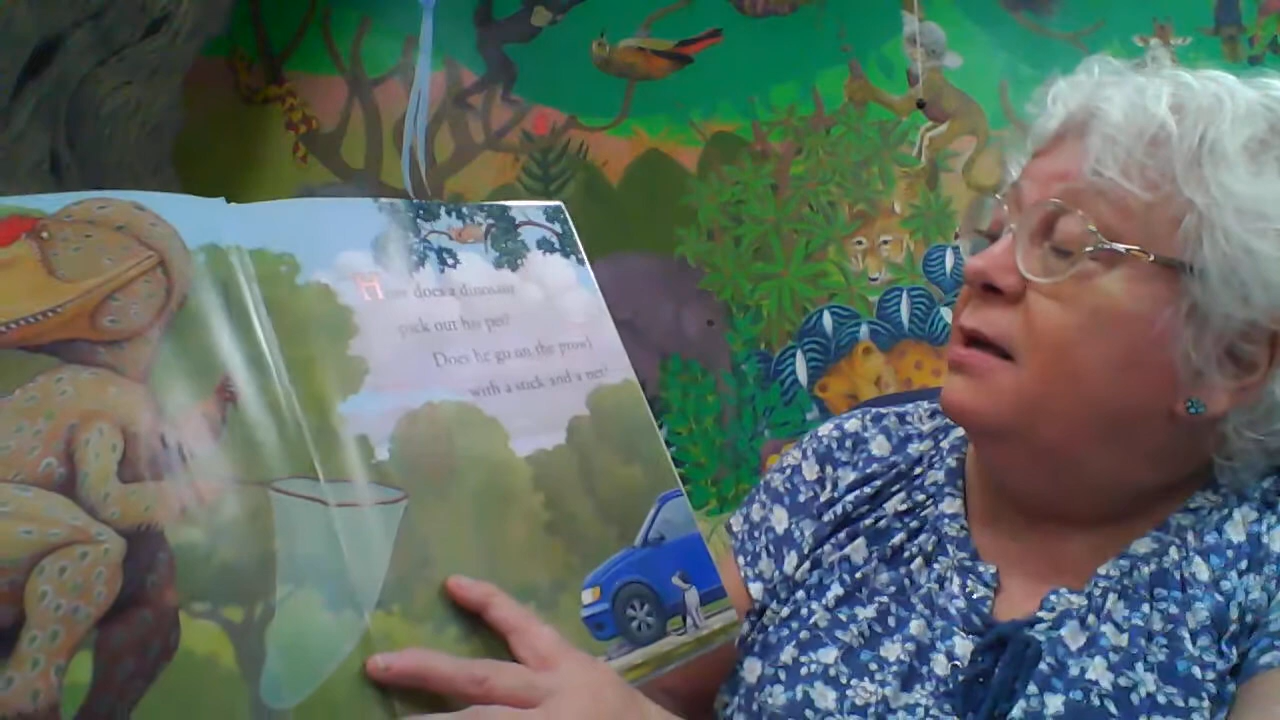 How does a dinosaur
pick out his pet?
Does he go on the prowl
with a stick and a net?